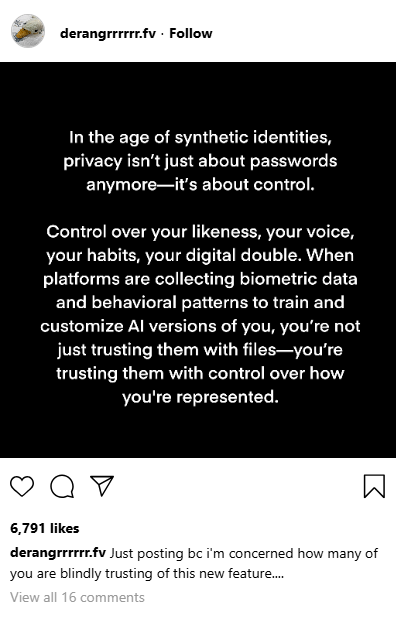 derangrrrrrr.fv · Follow
In the age of synthetic identities,
privacy isn’t just about passwords
anymore—it’s about control.
Control over your likeness, your voice,
your habits, your digital double. When
platforms are collecting biometric data
and behavioral patterns to train and
customize AI versions of you, you’re not
just trusting them with files—you’re
trusting them with control over how
you're represented.
6,791 likes
derangrrrrrr.fv Just posting bc i'm concerned how many of
you are blindly trusting of this new feature....
View all 16 comments